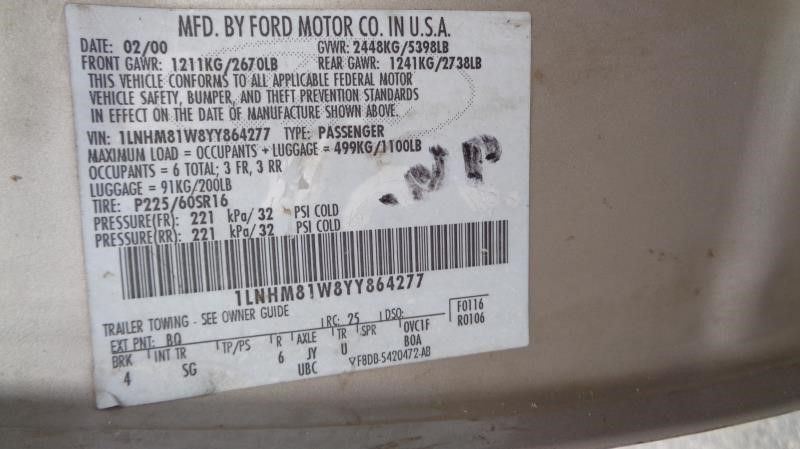 MFD. BY FORD MOTOR CO. IN U.S.A.
DATE: 02/00 GVWR: 2448KG/5398LB
FRONT GAWR: 1211KG/2670LB REAR GAWR: 1241KG/2738LB
THIS VEHICLE CONFORMS TO ALL APPLICABLE FEDERAL MOTOR
VEHICLE SAFETY, BUMPER, AND THEFT PREVENTION STANDARDS
IN EFFECT ON THE DATE OF MANUFACTURE SHOWN ABOVE.
VIN: 1LNHM81W8YY864277 TYPE: PASSENGER
MAXIMUM LOAD = OCCUPANTS + LUGGAGE = 499KG/1100LB
OCCUPANTS = 6 TOTAL; 3 FR, 3 RR
LUGGAGE = 91KG/200LB
TIRE: P225/60SR16
PRESSURE(FR): 221 kPa/ 32 PSI COLD
PRESSURE(RR): 221 kPa/ 32 PSI COLD
1LNHM81W8YY864277
TRAILER TOWING - SEE OWNER GUIDE
EXT PNT: BQ RC: 25 DSO: F0116
R0106
BRK INT TR TP/PS R AXLE TR SPR OVC1F
4 SG 6 JY U BOA
UBC
F8DB-5420472-AB